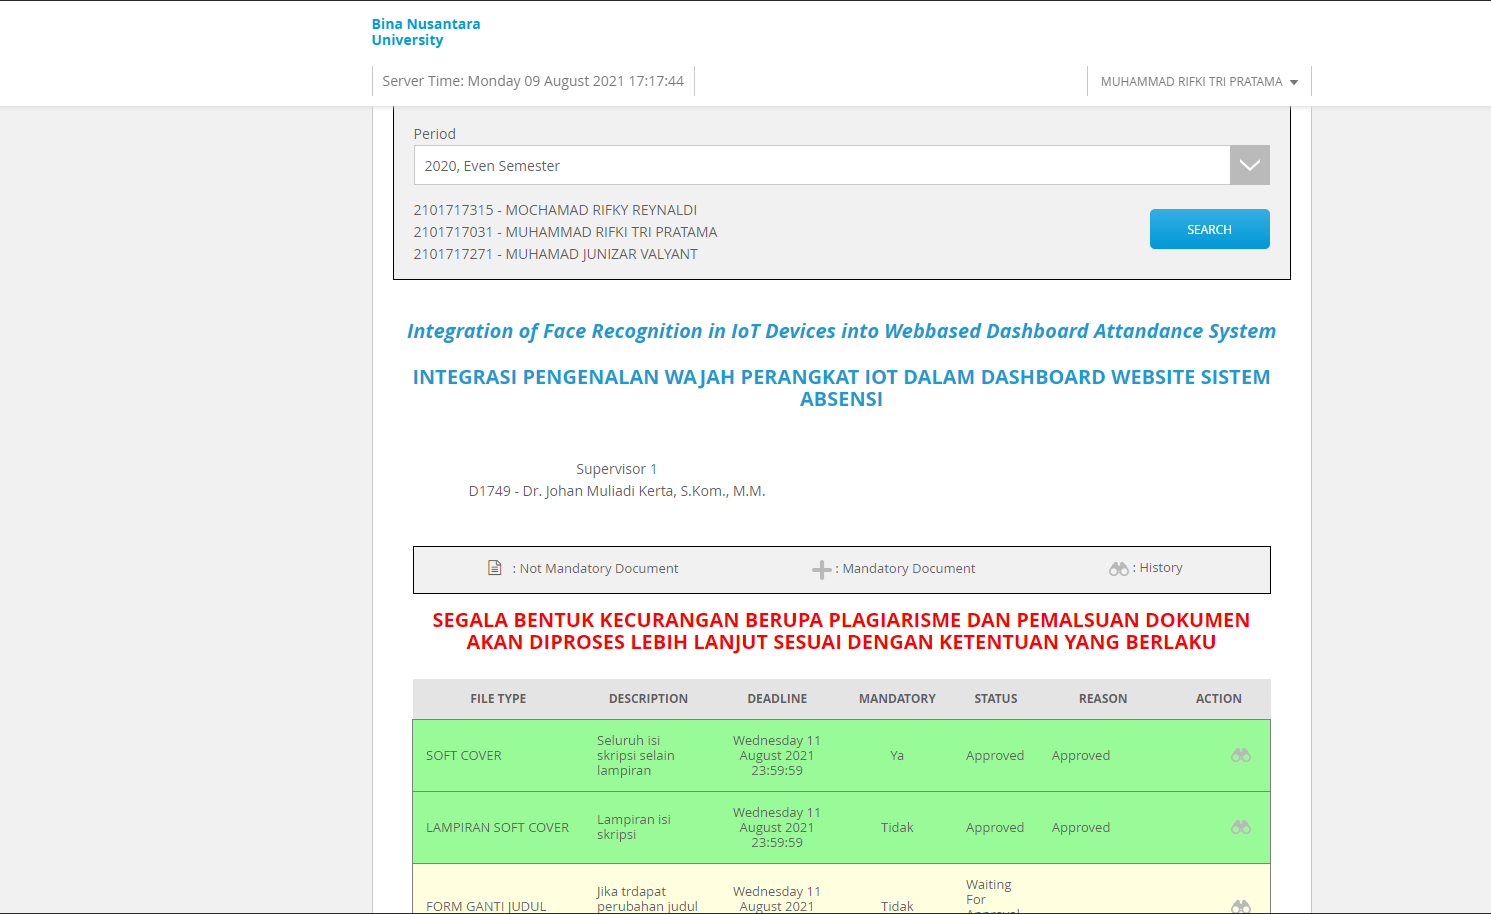 Bina Nusantara
University
Server Time: Monday 09 August 2021 17:17:44
MUHAMMAD RIFKI TRI PRATAMA
Period
2020, Even Semester
2101717315 - MOCHAMAD RIFKY REYNALDI
2101717031 - MUHAMMAD RIFKI TRI PRATAMA
2101717271 - MUHAMAD JUNIZAR VALYANT
SEARCH
Integration of Face Recognition in IoT Devices into Webbased Dashboard Attandance System
INTEGRASI PENGENALAN WAJAH PERANGKAT IOT DALAM DASHBOARD WEBSITE SISTEM
ABSENSI
Supervisor 1
D1749 - Dr. Johan Muliadi Kerta, S.Kom., M.M.
: Not Mandatory Document
: Mandatory Document
: History
SEGALA BENTUK KECURANGAN BERUPA PLAGIARISME DAN PEMALSUAN DOKUMEN
AKAN DIPROSES LEBIH LANJUT SESUAI DENGAN KETENTUAN YANG BERLAKU
FILE TYPE DESCRIPTION DEADLINE MANDATORY STATUS REASON ACTION
SOFT COVER
Seluruh isi
skripsi selain
lampiran
Wednesday 11
August 2021
23:59:59
Ya
Approved
Approved
LAMPIRAN SOFT COVER
Lampiran isi
skripsi
Wednesday 11
August 2021
23:59:59
Tidak
Approved
Approved
FORM GANTI JUDUL
Jika trdapat
perubahan judul
Wednesday 11
August 2021
Tidak
Waiting
For
Approval